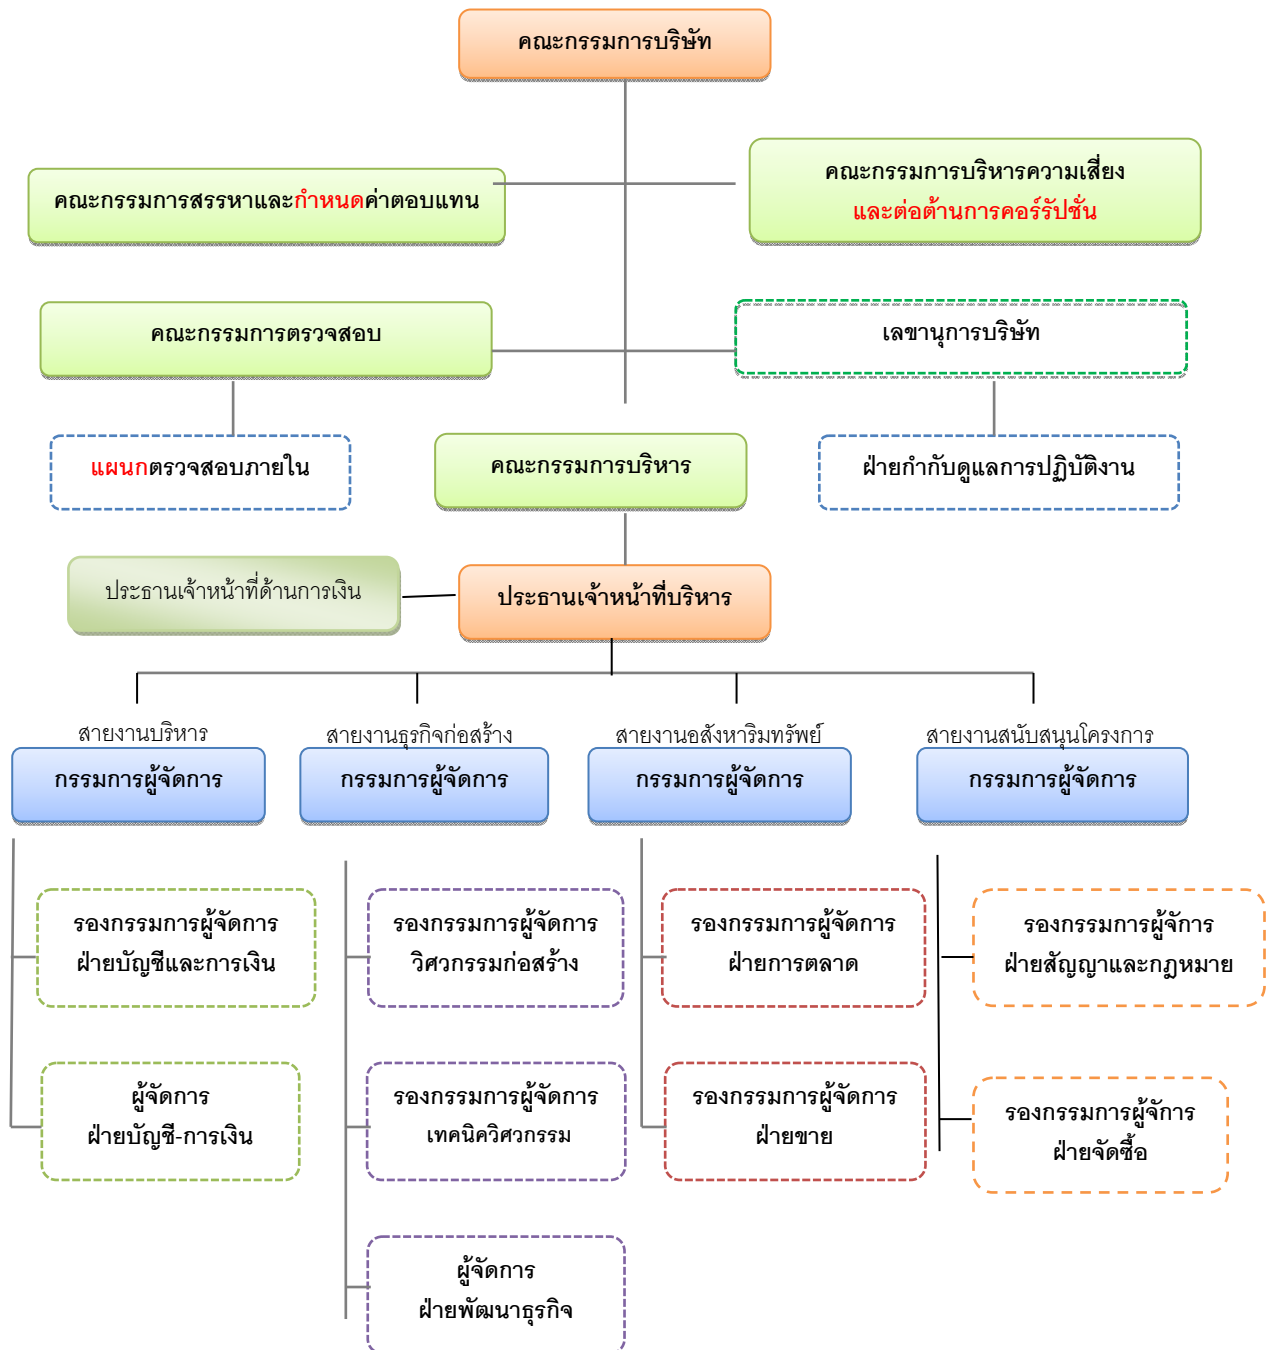 คณะกรรมการบริษัท
คณะกรรมการสรรหาและกำหนดค่าตอบแทน
คณะกรรมการบริหารความเสี่ยง
และต่อต้านการคอร์รัปชั่น
คณะกรรมการตรวจสอบ
เลขานุการบริษัท
แผนกตรวจสอบภายใน
คณะกรรมการบริหาร
ฝ่ายกำกับดูแลการปฏิบัติงาน
ประธานเจ้าหน้าที่ด้านการเงิน
ประธานเจ้าหน้าที่บริหาร
สายงานบริหาร
สายงานธุรกิจก่อสร้าง
สายงานอสังหาริมทรัพย์
สายงานสนับสนุนโครงการ
กรรมการผู้จัดการ
กรรมการผู้จัดการ
กรรมการผู้จัดการ
กรรมการผู้จัดการ
รองกรรมการผู้จัดการ
ฝ่ายบัญชีและการเงิน
รองกรรมการผู้จัดการ
วิศวกรรมก่อสร้าง
รองกรรมการผู้จัดการ
ฝ่ายการตลาด
รองกรรมการผู้จัการ
ฝ่ายสัญญาและกฎหมาย
ผู้จัดการ
ฝ่ายบัญชี-การเงิน
รองกรรมการผู้จัดการ
เทคนิควิศวกรรม
รองกรรมการผู้จัดการ
ฝ่ายขาย
รองกรรมการผู้จัการ
ฝ่ายจัดซื้อ
ผู้จัดการ
ฝ่ายพัฒนาธุรกิจ